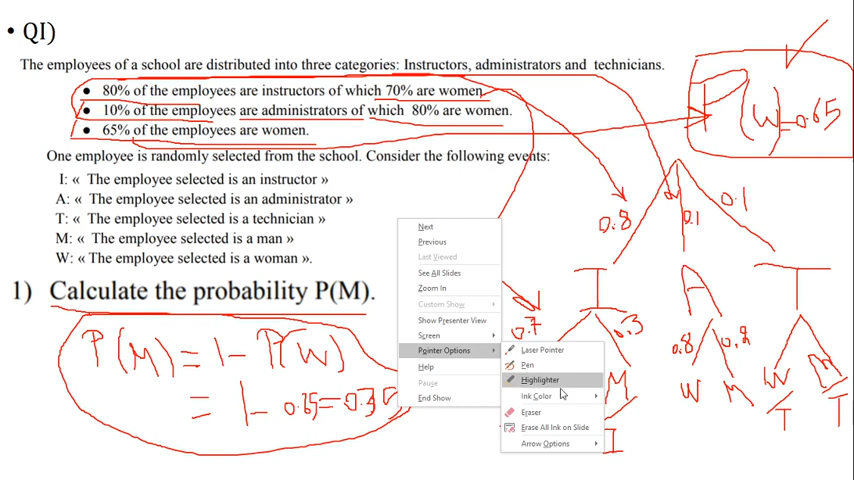 • QI)
The employees of a school are distributed into three categories: Instructors, administrators and technicians.
● 80% of the employees are instructors of which 70% are women.
● 10% of the employees are administrators of which 80% are women.
● 65% of the employees are women.
P(W)=0.65
One employee is randomly selected from the school. Consider the following events:
I: « The employee selected is an instructor »
A: « The employee selected is an administrator »
T: « The employee selected is a technician »
M: « The employee selected is a man »
W: « The employee selected is a woman ».
1) Calculate the probability P(M).
P(M) = 1 - P(W)
= 1 - 0.65 = 0.35
0.8 0.1 0.1
I A T
0.7 0.3 0.8 0.2
M W M W M
I T T
Next
Previous
Last Viewed
See All Slides
Zoom In
Custom Show
Show Presenter View
Screen
Pointer Options
Help
Pause
End Show
Laser Pointer
Pen
Highlighter
Ink Color
Eraser
Erase All Ink on Slide
Arrow Options